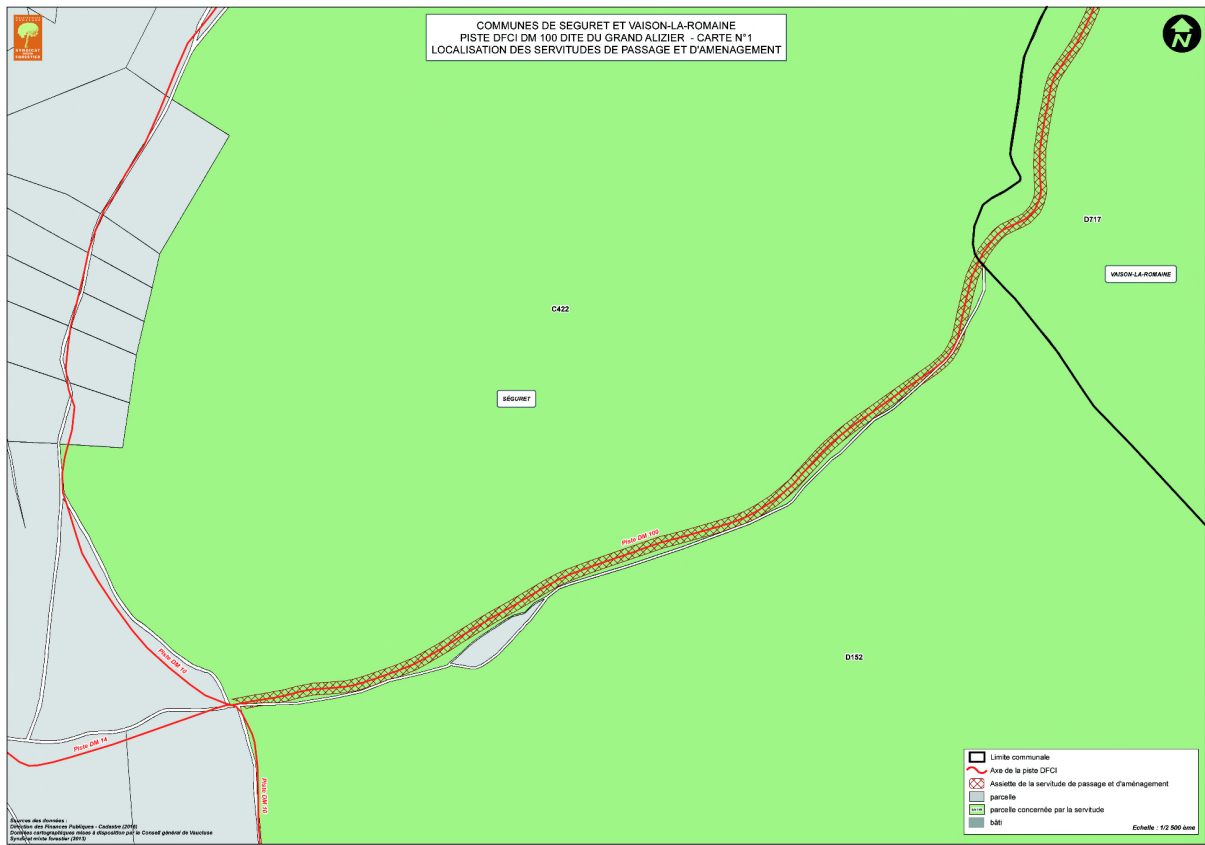 SYNDICAT
MIXTE
FORESTIER
COMMUNES DE SEGURET ET VAISON-LA-ROMAINE
PISTE DFCI DM 100 DITE DU GRAND ALIZIER - CARTE N°1
LOCALISATION DES SERVITUDES DE PASSAGE ET D'AMENAGEMENT
N
D717
VAISON-LA-ROMAINE
C422
SÉGURET
Piste DM 100
D152
Piste DM 10
Piste DM 14
Piste DM 10
Limite communale
Axe de la piste DFCI
Assiette de la servitude de passage et d'aménagement
parcelle
parcelle concernée par la servitude
bâti
Echelle : 1/2 500 ème
Sources des données :
Direction des Finances Publiques - Cadastre
Données cartographiques mises à disposition par le Conseil général de Vaucluse
Syndicat mixte forestier (2013)